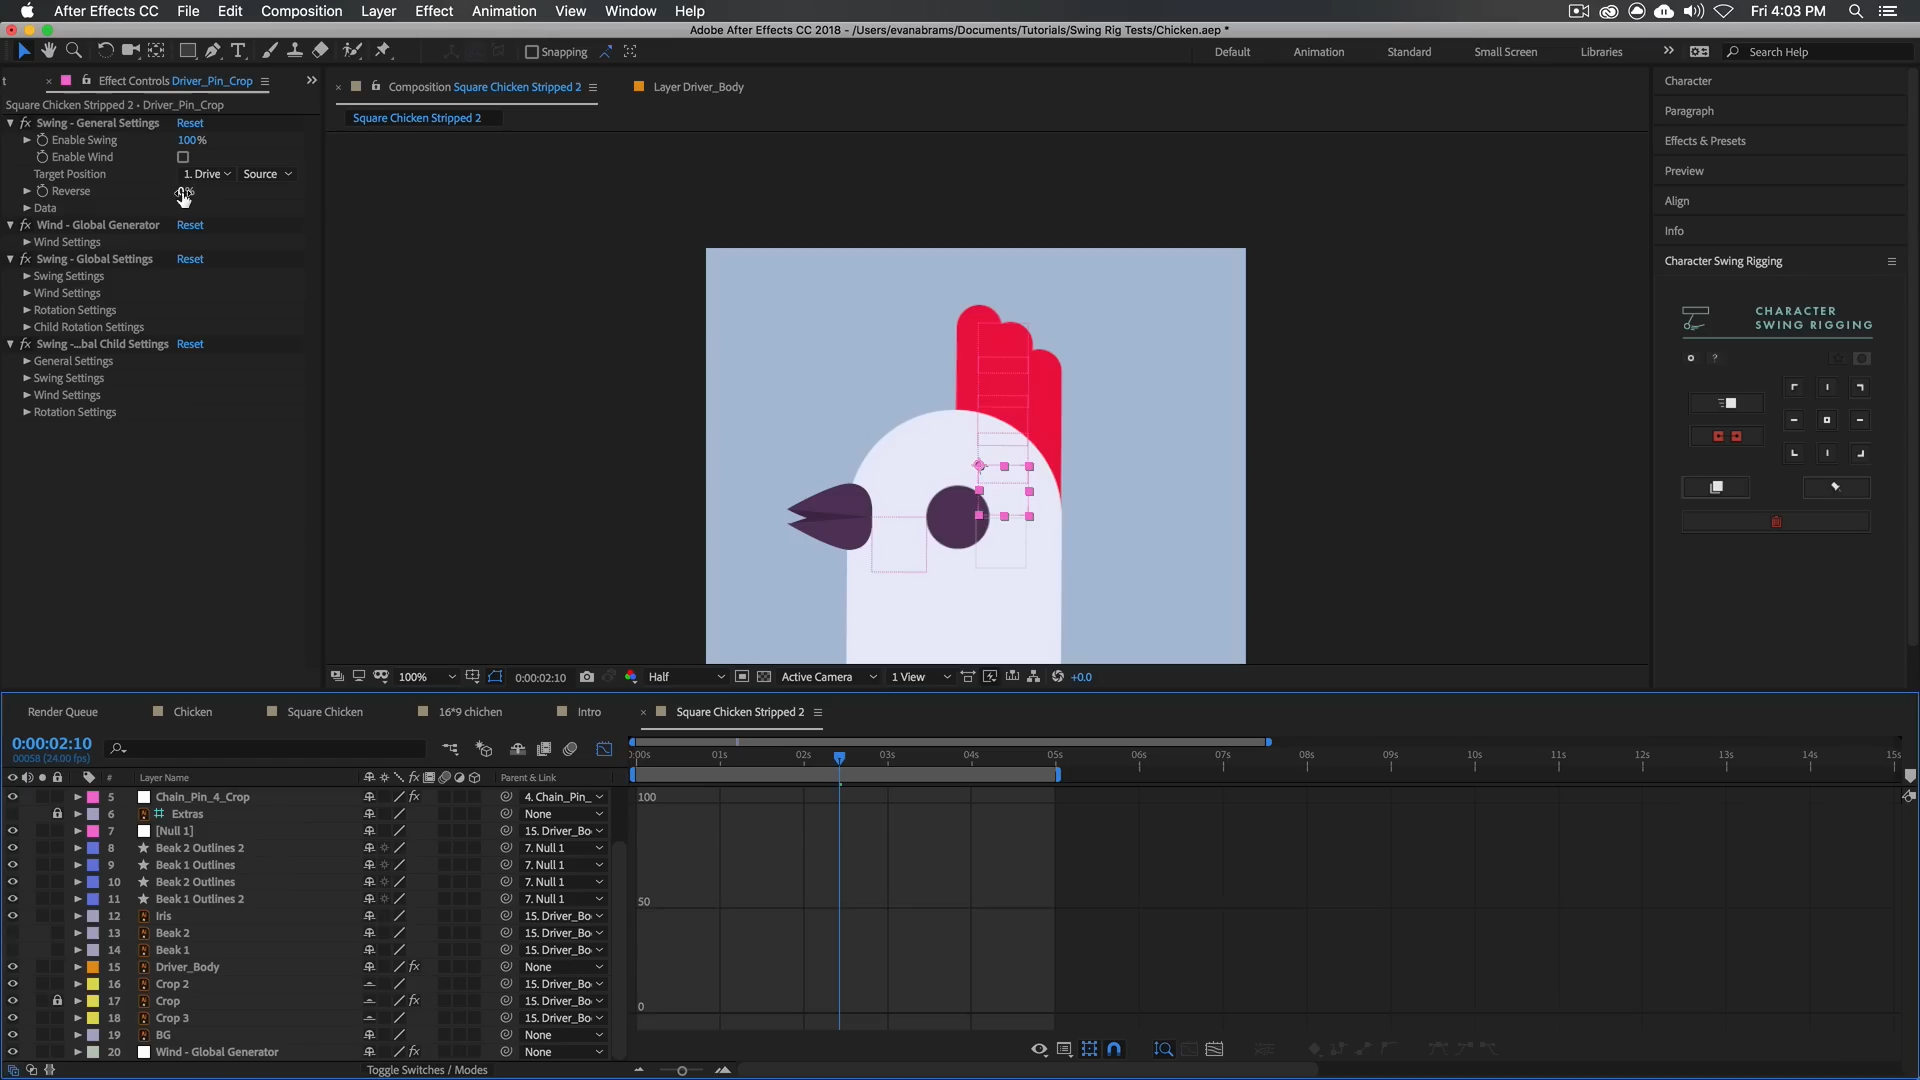 After Effects CC File Edit Composition Layer Effect Animation View Window Help
Fri 4:03 PM
Adobe After Effects CC 2018 - /Users/evanabrams/Documents/Tutorials/Swing Rig Tests/Chicken.aep *
Snapping
Default Animation Standard Small Screen Libraries
Search Help
Effect Controls Driver_Pin_Crop
Square Chicken Stripped 2 • Driver_Pin_Crop
fx Swing - General Settings Reset
Enable Swing 100%
Enable Wind
Target Position 1. Drive Source
Reverse
Data
fx Wind - Global Generator Reset
Wind Settings
fx Swing - Global Settings Reset
Swing Settings
Wind Settings
Rotation Settings
Child Rotation Settings
fx Swing -...bal Child Settings Reset
General Settings
Swing Settings
Wind Settings
Rotation Settings
Composition Square Chicken Stripped 2
Layer Driver_Body
Square Chicken Stripped 2
100% 0:00:02:10 Half Active Camera 1 View +0.0
Character
Paragraph
Effects & Presets
Preview
Align
Info
Character Swing Rigging
CHARACTER
SWING RIGGING
?
Render Queue Chicken Square Chicken 16*9 chichen Intro Square Chicken Stripped 2
0:00:02:10
00058 (24.00 fps)
:00s 01s 02s 03s 04s 05s 06s 07s 08s 09s 10s 11s 12s 13s 14s 15s
# Layer Name fx Parent & Link
5 Chain_Pin_4_Crop fx 4. Chain_Pin_
6 Extras None
7 [Null 1] 15. Driver_Bo
8 Beak 2 Outlines 2 7. Null 1
9 Beak 1 Outlines 7. Null 1
10 Beak 2 Outlines 7. Null 1
11 Beak 1 Outlines 2 7. Null 1
12 Iris 15. Driver_Bo
13 Beak 2 15. Driver_Bo
14 Beak 1 15. Driver_Bo
15 Driver_Body fx None
16 Crop 2 15. Driver_Bo
17 Crop fx 15. Driver_Bo
18 Crop 3 15. Driver_Bo
19 BG None
20 Wind - Global Generator fx None
100
50
0
Toggle Switches / Modes